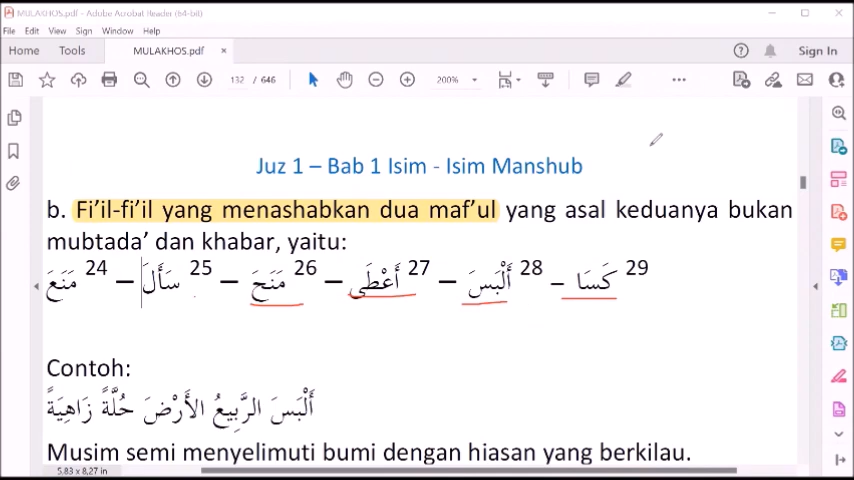 MULAKHOS.pdf - Adobe Acrobat Reader (64-bit)
File Edit View Sign Window Help
Home Tools MULAKHOS.pdf × Sign In
132 / 646 200%
Juz 1 – Bab 1 Isim - Isim Manshub
b. Fi'il-fi'il yang menashabkan dua maf'ul yang asal keduanya bukan
mubtada' dan khabar, yaitu:
مَنَعَ 24 – سَأَلَ 25 – مَنَحَ 26 – أَعْطَى 27 – أَلْبَسَ 28 – كَسَا 29
Contoh:
أَلْبَسَ الرَّبِيعُ الأَرْضَ حُلَّةً زَاهِيَةً
Musim semi menyelimuti bumi dengan hiasan yang berkilau.
5,83 x 8,27 in